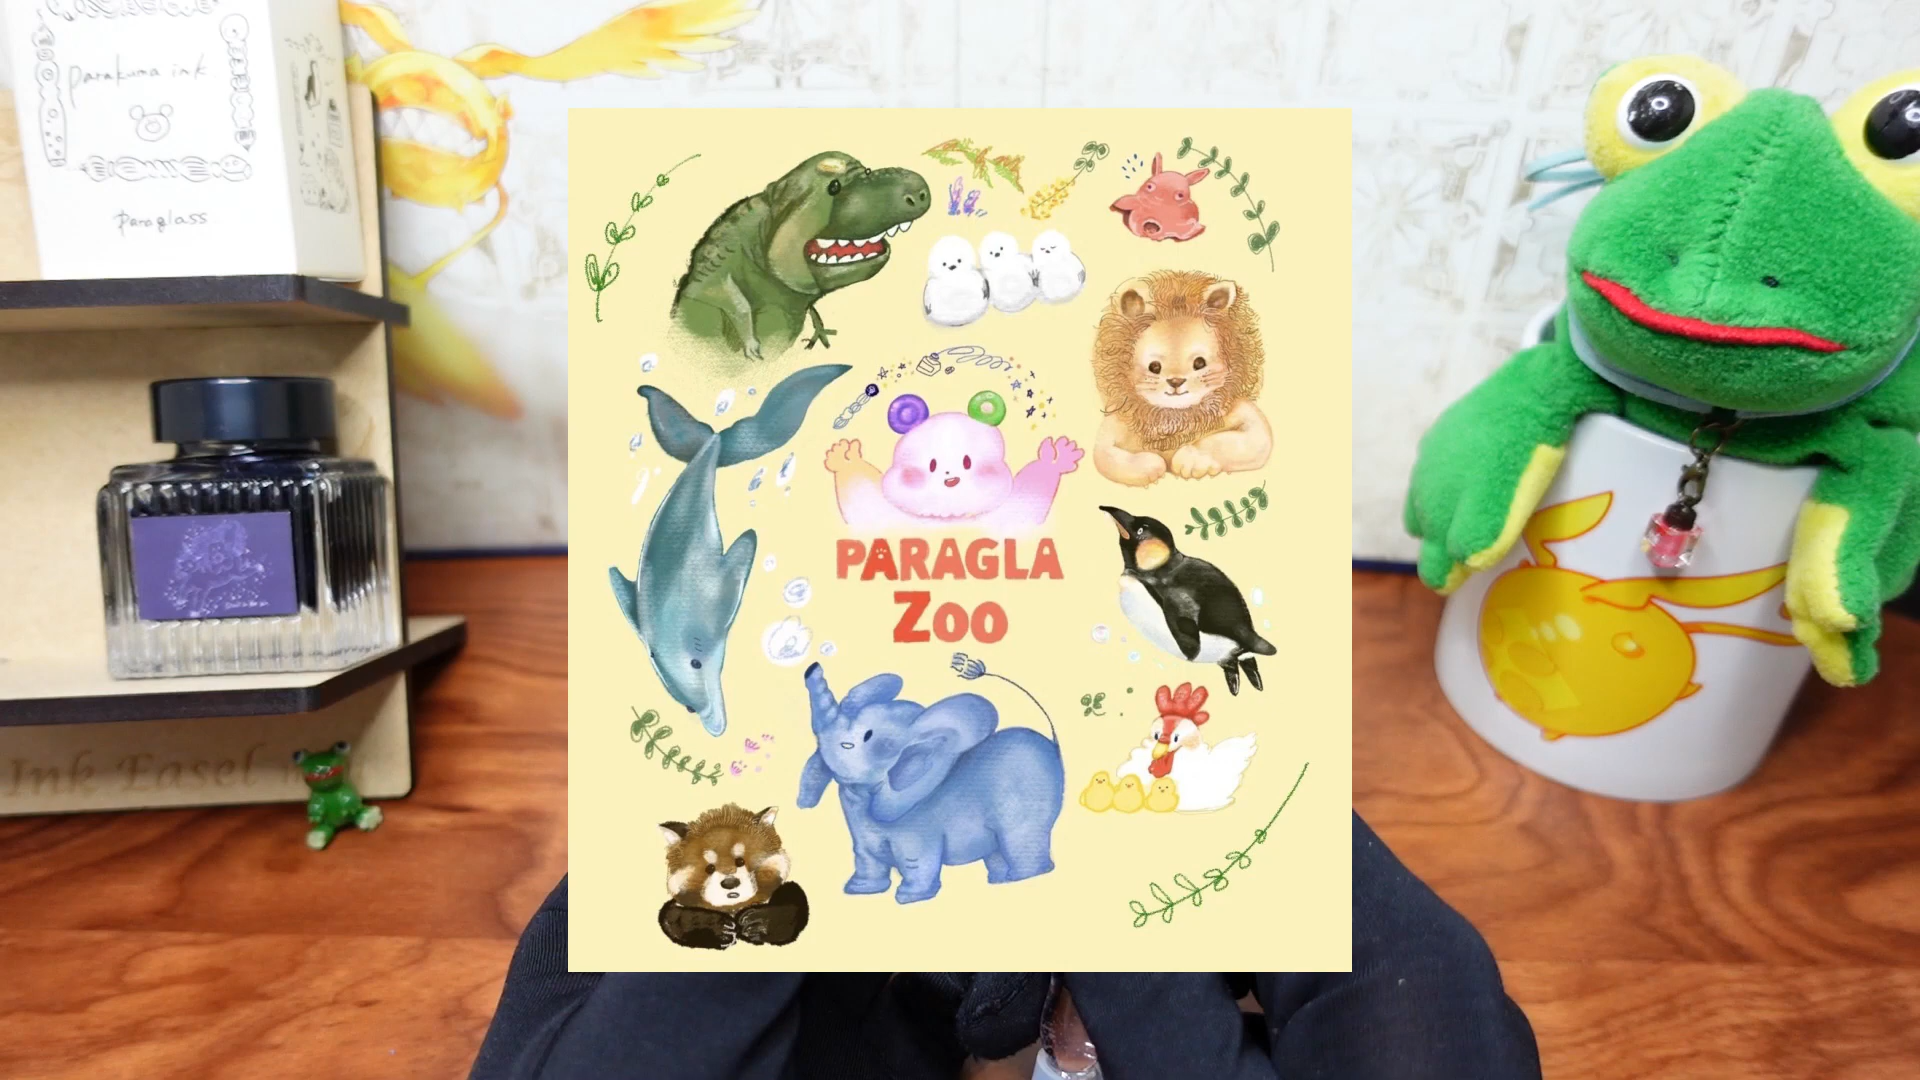 parakuma ink.
paraglass
PARAGLA
ZOO
Ink Easel